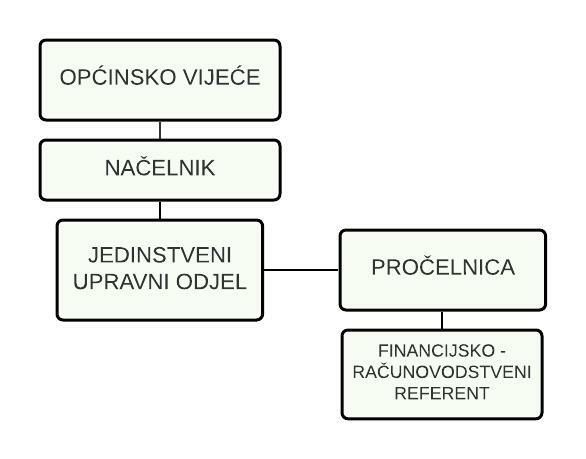 OPĆINSKO VIJEĆE
NAČELNIK
JEDINSTVENI
UPRAVNI ODJEL
PROČELNICA
FINANCIJSKO -
RAČUNOVODSTVENI
REFERENT